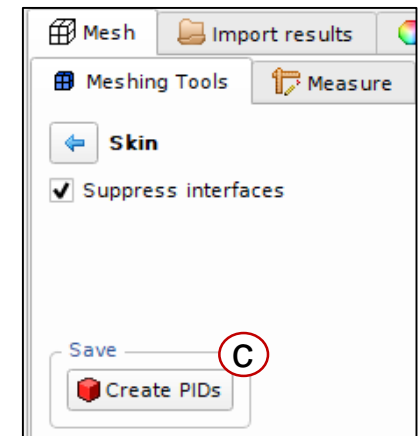 Mesh Import results
Meshing Tools Measure
Skin
Suppress interfaces
Save
C
Create PIDs